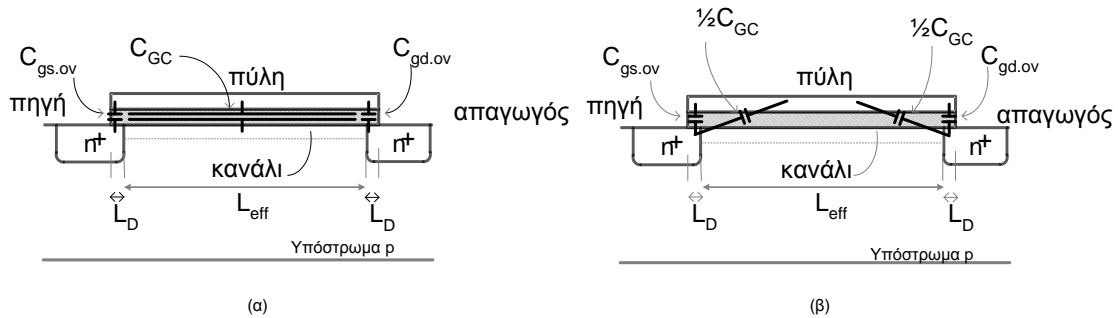 C_GC
C_gs.ov
C_gd.ov
πύλη
πηγή
απαγωγός
n+
n+
κανάλι
L_D
L_eff
L_D
Υπόστρωμα p
(α)
½C_GC
½C_GC
C_gs.ov
C_gd.ov
πύλη
πηγή
απαγωγός
n+
n+
κανάλι
L_D
L_eff
L_D
Υπόστρωμα p
(β)